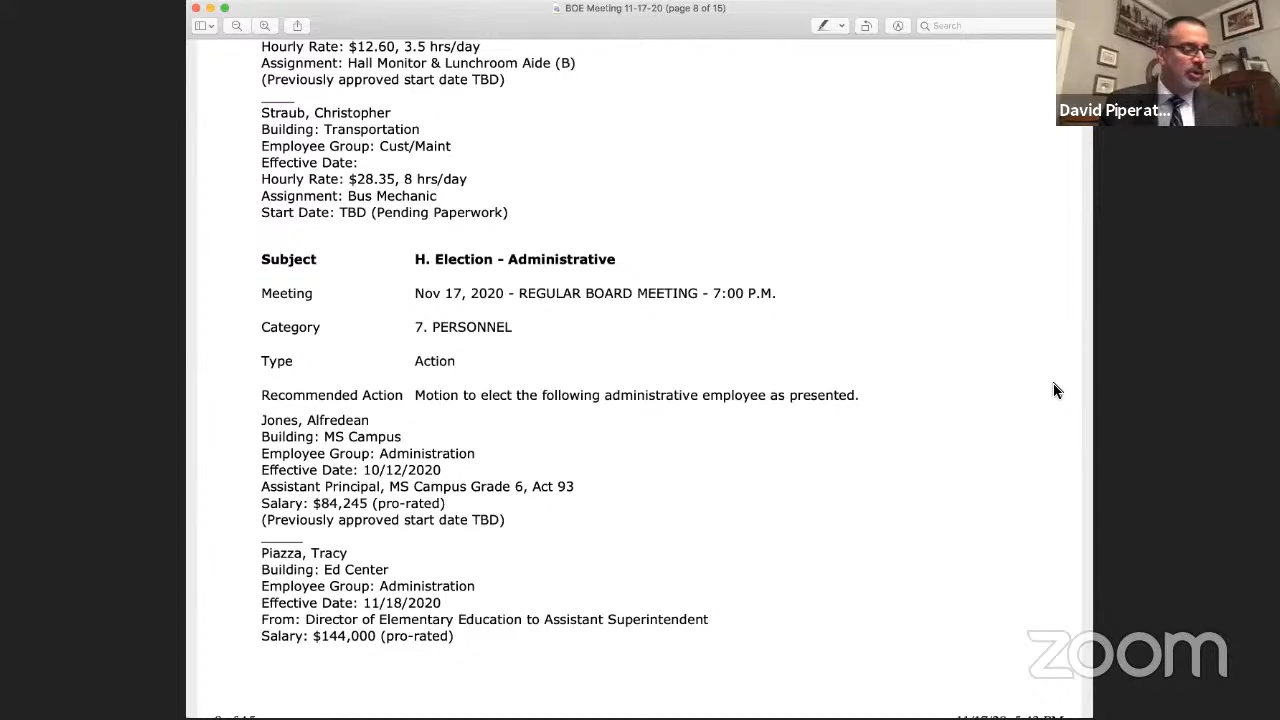 BOE Meeting 11-17-20 (page 8 of 15)
Search
David Piperat...
Hourly Rate: $12.60, 3.5 hrs/day
Assignment: Hall Monitor & Lunchroom Aide (B)
(Previously approved start date TBD)
Straub, Christopher
Building: Transportation
Employee Group: Cust/Maint
Effective Date:
Hourly Rate: $28.35, 8 hrs/day
Assignment: Bus Mechanic
Start Date: TBD (Pending Paperwork)
Subject H. Election - Administrative
Meeting Nov 17, 2020 - REGULAR BOARD MEETING - 7:00 P.M.
Category 7. PERSONNEL
Type Action
Recommended Action Motion to elect the following administrative employee as presented.
Jones, Alfredean
Building: MS Campus
Employee Group: Administration
Effective Date: 10/12/2020
Assistant Principal, MS Campus Grade 6, Act 93
Salary: $84,245 (pro-rated)
(Previously approved start date TBD)
Piazza, Tracy
Building: Ed Center
Employee Group: Administration
Effective Date: 11/18/2020
From: Director of Elementary Education to Assistant Superintendent
Salary: $144,000 (pro-rated)
zoom